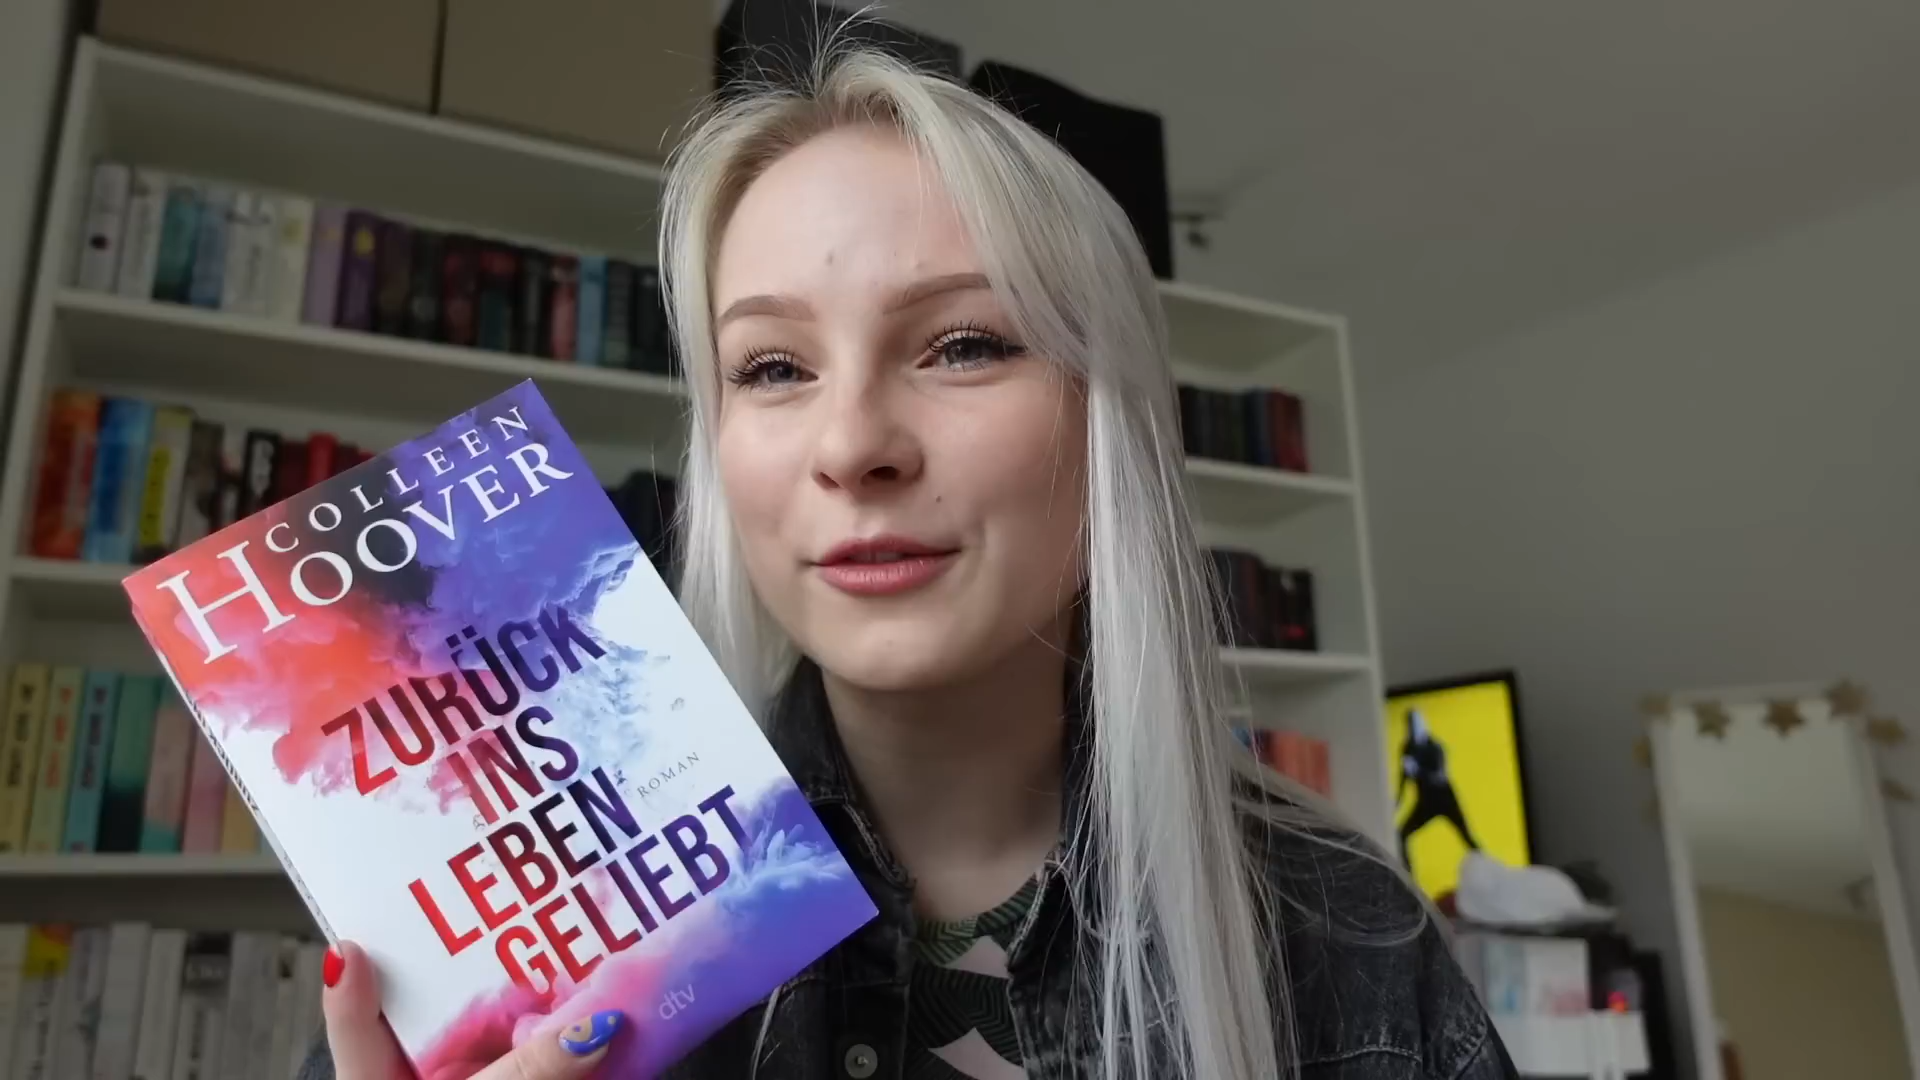 COLLEEN
HOOVER
ZURÜCK
INS
LEBEN
ROMAN
GELIEBT
dtv